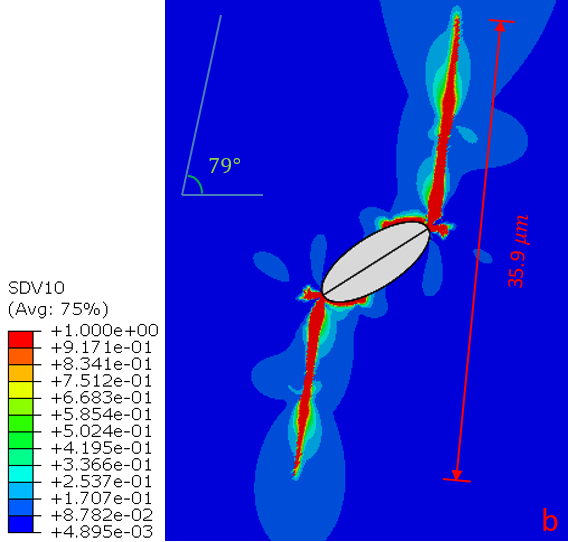 79°
35.9 μm
SDV10
(Avg: 75%)
+1.000e+00
+9.171e-01
+8.341e-01
+7.512e-01
+6.683e-01
+5.854e-01
+5.024e-01
+4.195e-01
+3.366e-01
+2.537e-01
+1.707e-01
+8.782e-02
+4.895e-03
b